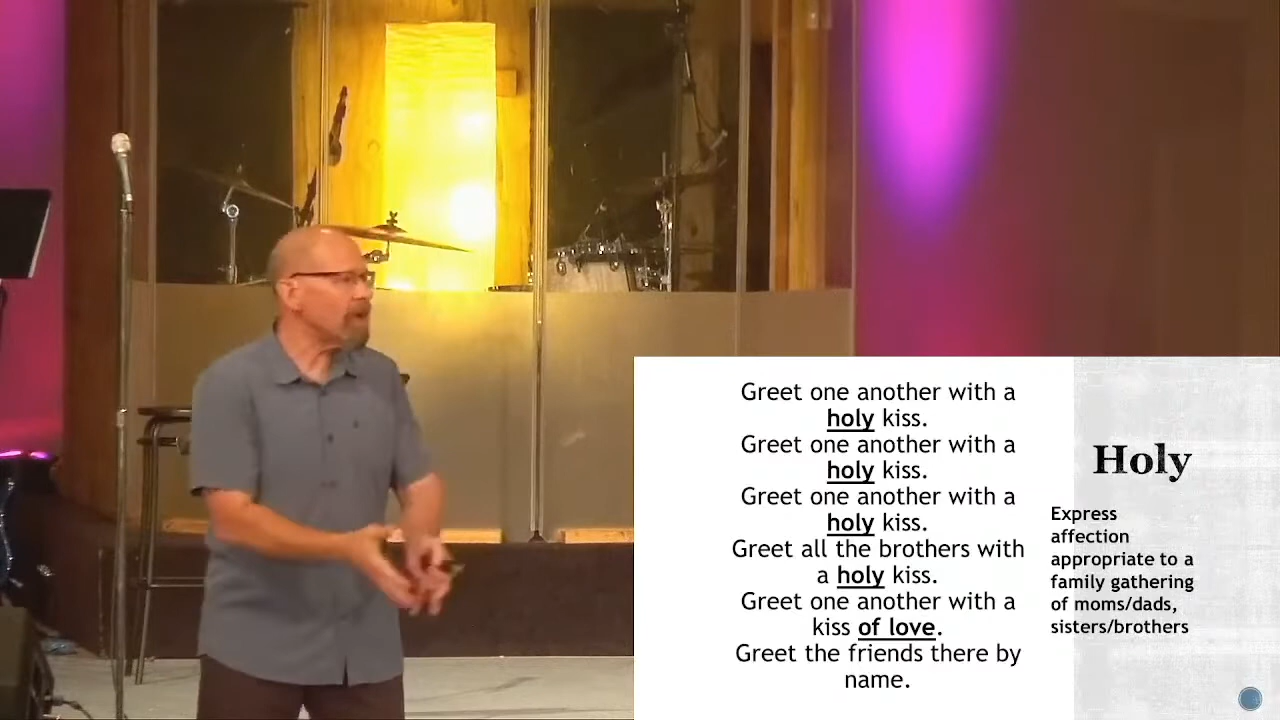 Greet one another with a
holy kiss.
Greet one another with a
holy kiss.
Greet one another with a
holy kiss.
Greet all the brothers with
a holy kiss.
Greet one another with a
kiss of love.
Greet the friends there by
name.
Holy
Express
affection
appropriate to a
family gathering
of moms/dads,
sisters/brothers